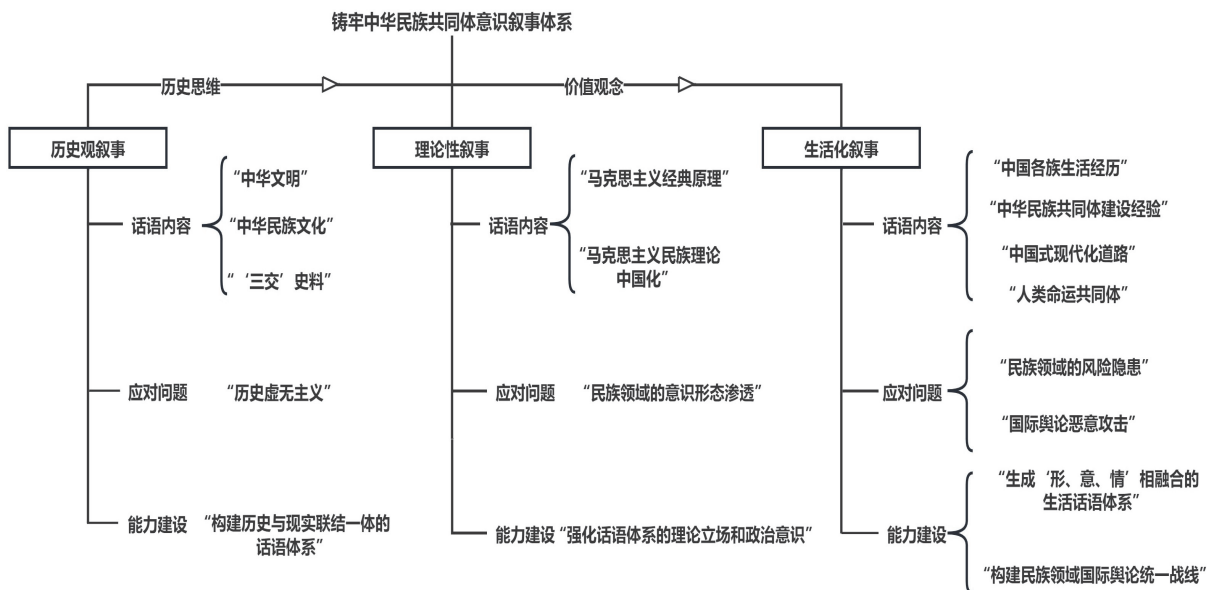 铸牢中华民族共同体意识叙事体系
历史思维
价值观念
历史观叙事
理论性叙事
生活化叙事
话语内容
“中华文明”
“中华民族文化”
“‘三交’史料”
应对问题
“历史虚无主义”
能力建设
“构建历史与现实联结一体的
话语体系”
话语内容
“马克思主义经典原理”
“马克思主义民族理论
中国化”
应对问题
“民族领域的意识形态渗透”
能力建设
“强化话语体系的理论立场和政治意识”
话语内容
“中国各族生活经历”
“中华民族共同体建设经验”
“中国式现代化道路”
“人类命运共同体”
应对问题
“民族领域的风险隐患”
“国际舆论恶意攻击”
能力建设
“生成‘形、意、情’相融合的
生活话语体系”
“构建民族领域国际舆论统一战线”